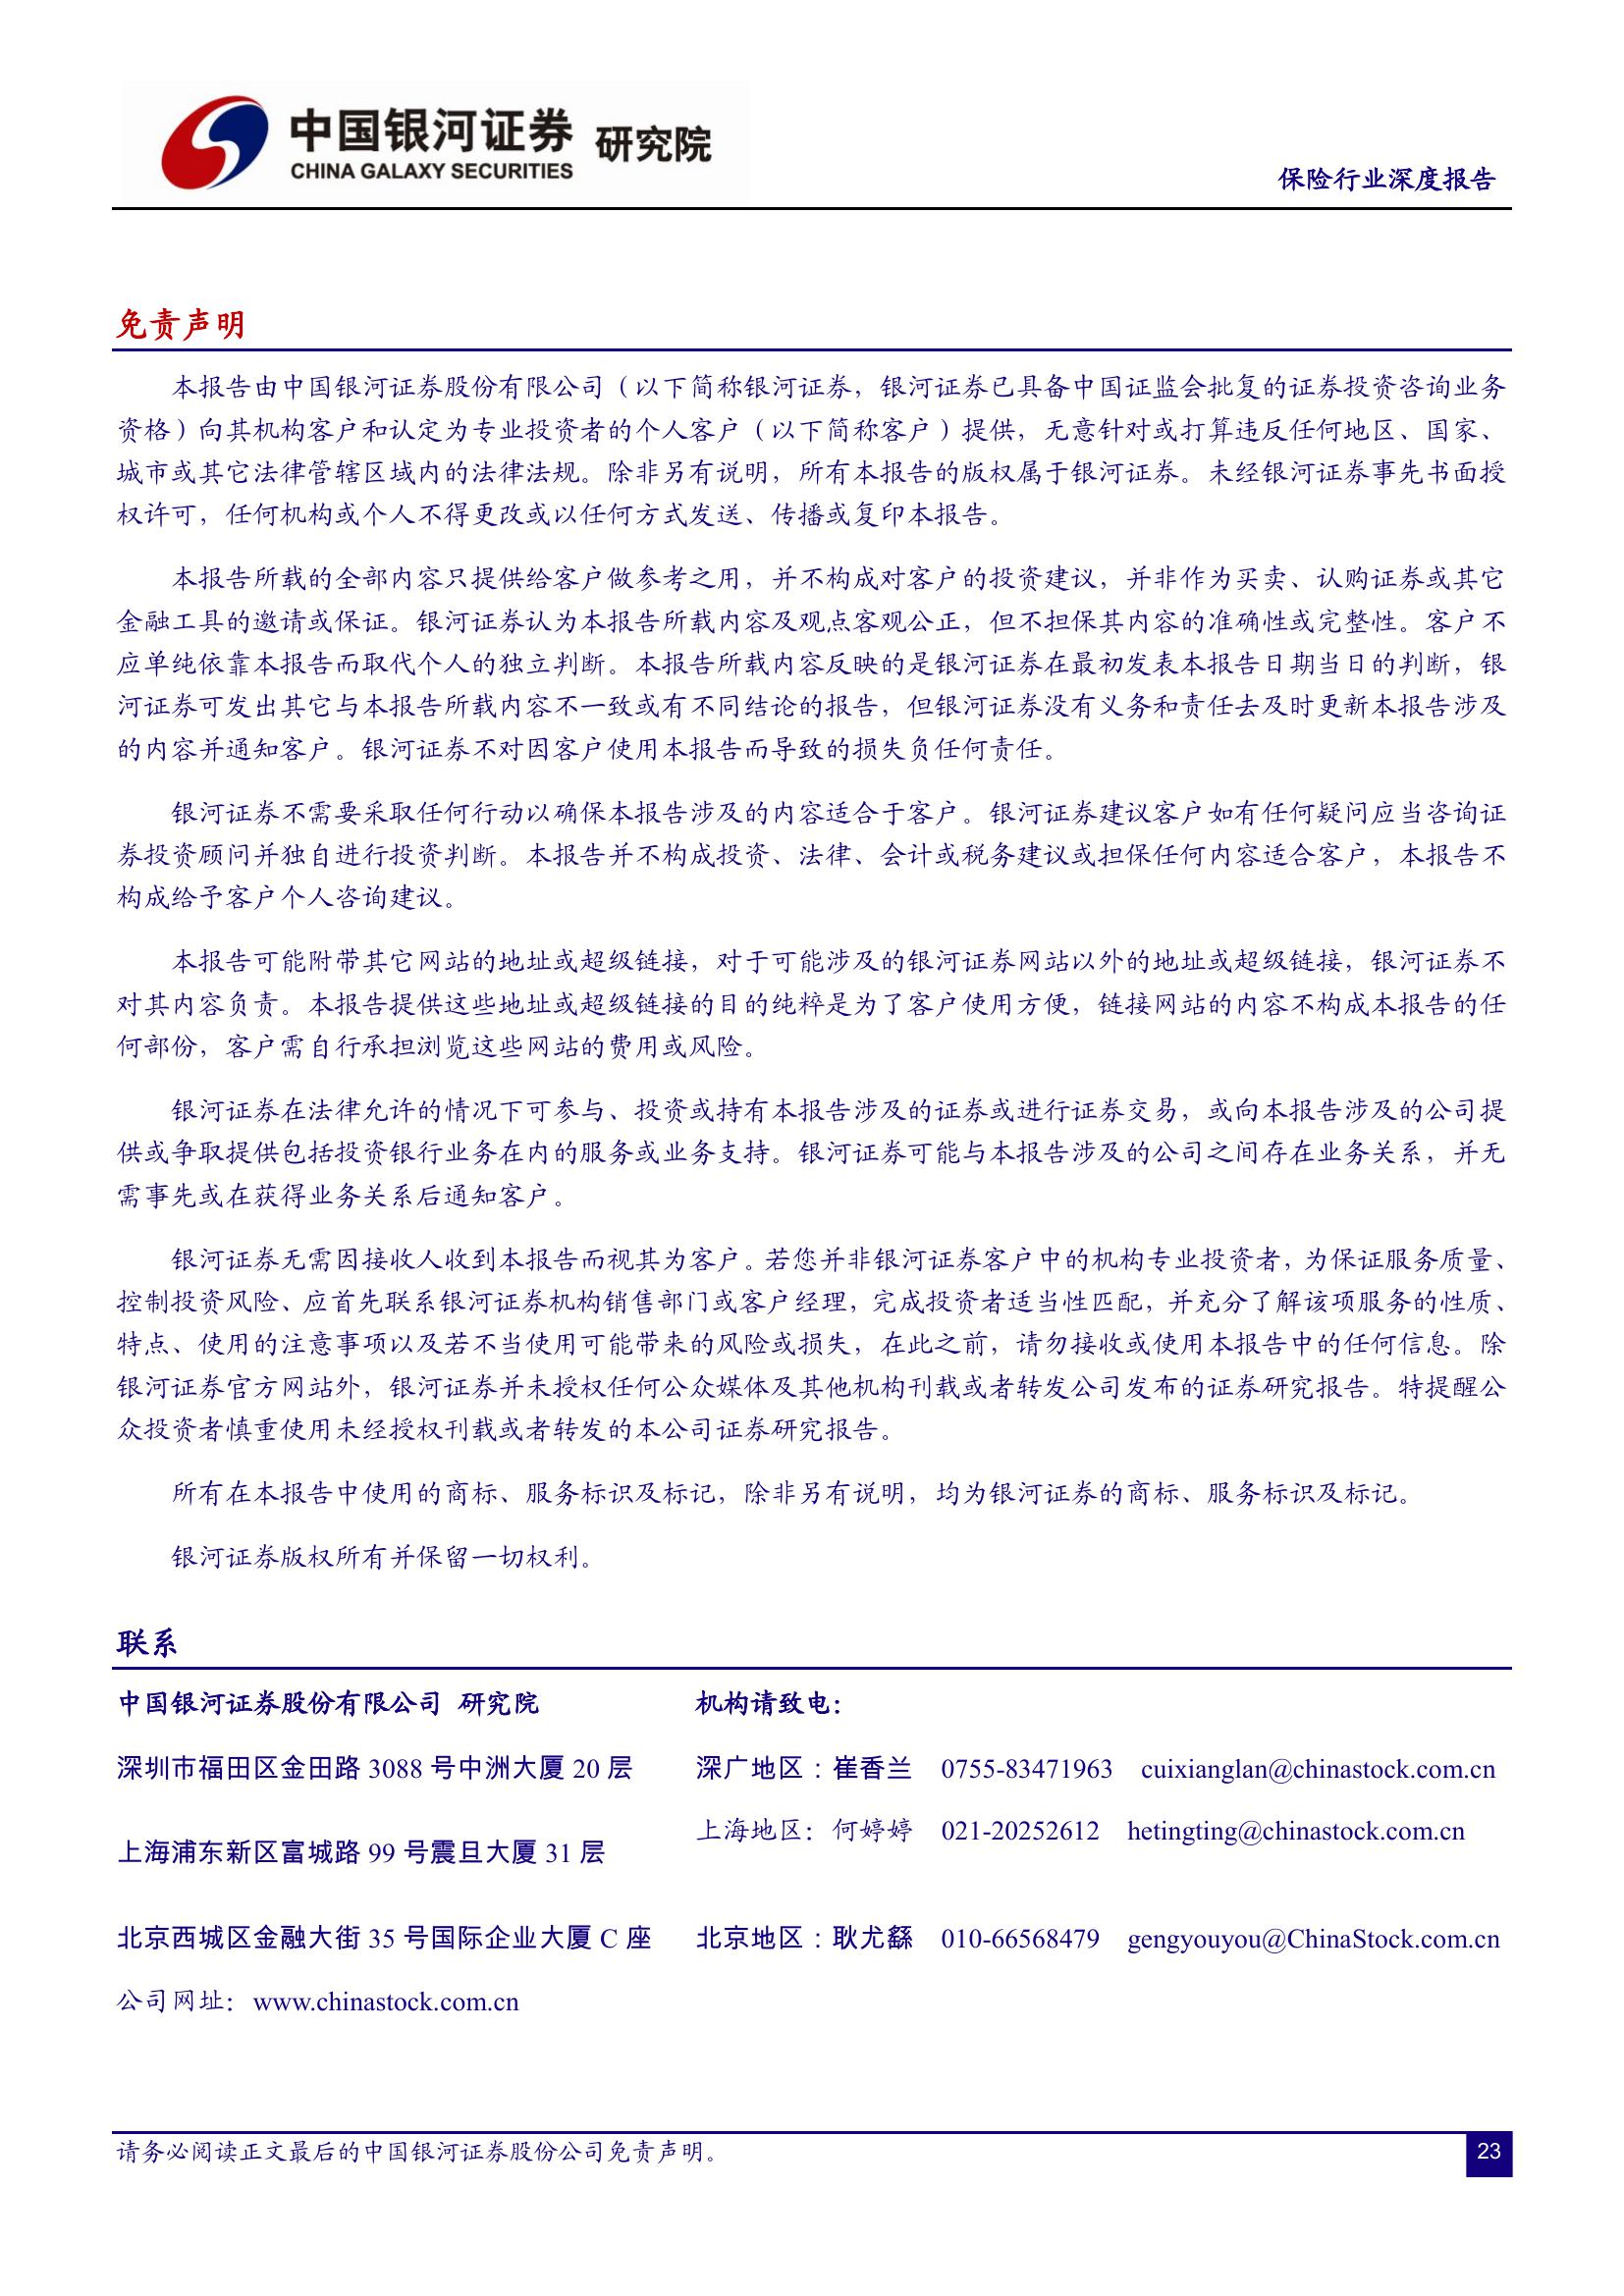 中国银河证券 研究院
CHINA GALAXY SECURITIES
保险行业深度报告
免责声明
本报告由中国银河证券股份有限公司（以下简称银河证券，银河证券已具备中国证监会批复的证券投资咨询业务
资格）向其机构客户和认定为专业投资者的个人客户（以下简称客户）提供，无意针对或打算违反任何地区、国家、
城市或其它法律管辖区域内的法律法规。除非另有说明，所有本报告的版权属于银河证券。未经银河证券事先书面授
权许可，任何机构或个人不得更改或以任何方式发送、传播或复印本报告。
本报告所载的全部内容只提供给客户做参考之用，并不构成对客户的投资建议，并非作为买卖、认购证券或其它
金融工具的邀请或保证。银河证券认为本报告所载内容及观点客观公正，但不担保其内容的准确性或完整性。客户不
应单纯依靠本报告而取代个人的独立判断。本报告所载内容反映的是银河证券在最初发表本报告日期当日的判断，银
河证券可发出其它与本报告所载内容不一致或有不同结论的报告，但银河证券没有义务和责任去及时更新本报告涉及
的内容并通知客户。银河证券不对因客户使用本报告而导致的损失负任何责任。
银河证券不需要采取任何行动以确保本报告涉及的内容适合于客户。银河证券建议客户如有任何疑问应当咨询证
券投资顾问并独自进行投资判断。本报告并不构成投资、法律、会计或税务建议或担保任何内容适合客户，本报告不
构成给予客户个人咨询建议。
本报告可能附带其它网站的地址或超级链接，对于可能涉及的银河证券网站以外的地址或超级链接，银河证券不
对其内容负责。本报告提供这些地址或超级链接的目的纯粹是为了客户使用方便，链接网站的内容不构成本报告的任
何部份，客户需自行承担浏览这些网站的费用或风险。
银河证券在法律允许的情况下可参与、投资或持有本报告涉及的证券或进行证券交易，或向本报告涉及的公司提
供或争取提供包括投资银行业务在内的服务或业务支持。银河证券可能与本报告涉及的公司之间存在业务关系，并无
需事先或在获得业务关系后通知客户。
银河证券无需因接收人收到本报告而视其为客户。若您并非银河证券客户中的机构专业投资者，为保证服务质量、
控制投资风险、应首先联系银河证券机构销售部门或客户经理，完成投资者适当性匹配，并充分了解该项服务的性质、
特点、使用的注意事项以及若不当使用可能带来的风险或损失，在此之前，请勿接收或使用本报告中的任何信息。除
银河证券官方网站外，银河证券并未授权任何公众媒体及其他机构刊载或者转发公司发布的证券研究报告。特提醒公
众投资者慎重使用未经授权刊载或者转发的本公司证券研究报告。
所有在本报告中使用的商标、服务标识及标记，除非另有说明，均为银河证券的商标、服务标识及标记。
银河证券版权所有并保留一切权利。
联系
中国银河证券股份有限公司 研究院 机构请致电：
深圳市福田区金田路 3088 号中洲大厦 20 层 深广地区：崔香兰 0755-83471963 cuixianglan@chinastock.com.cn
上海地区：何婷婷 021-20252612 hetingting@chinastock.com.cn
上海浦东新区富城路 99 号震旦大厦 31 层
北京西城区金融大街 35 号国际企业大厦 C 座 北京地区：耿尤繇 010-66568479 gengyouyou@ChinaStock.com.cn
公司网址：www.chinastock.com.cn
请务必阅读正文最后的中国银河证券股份公司免责声明。
23